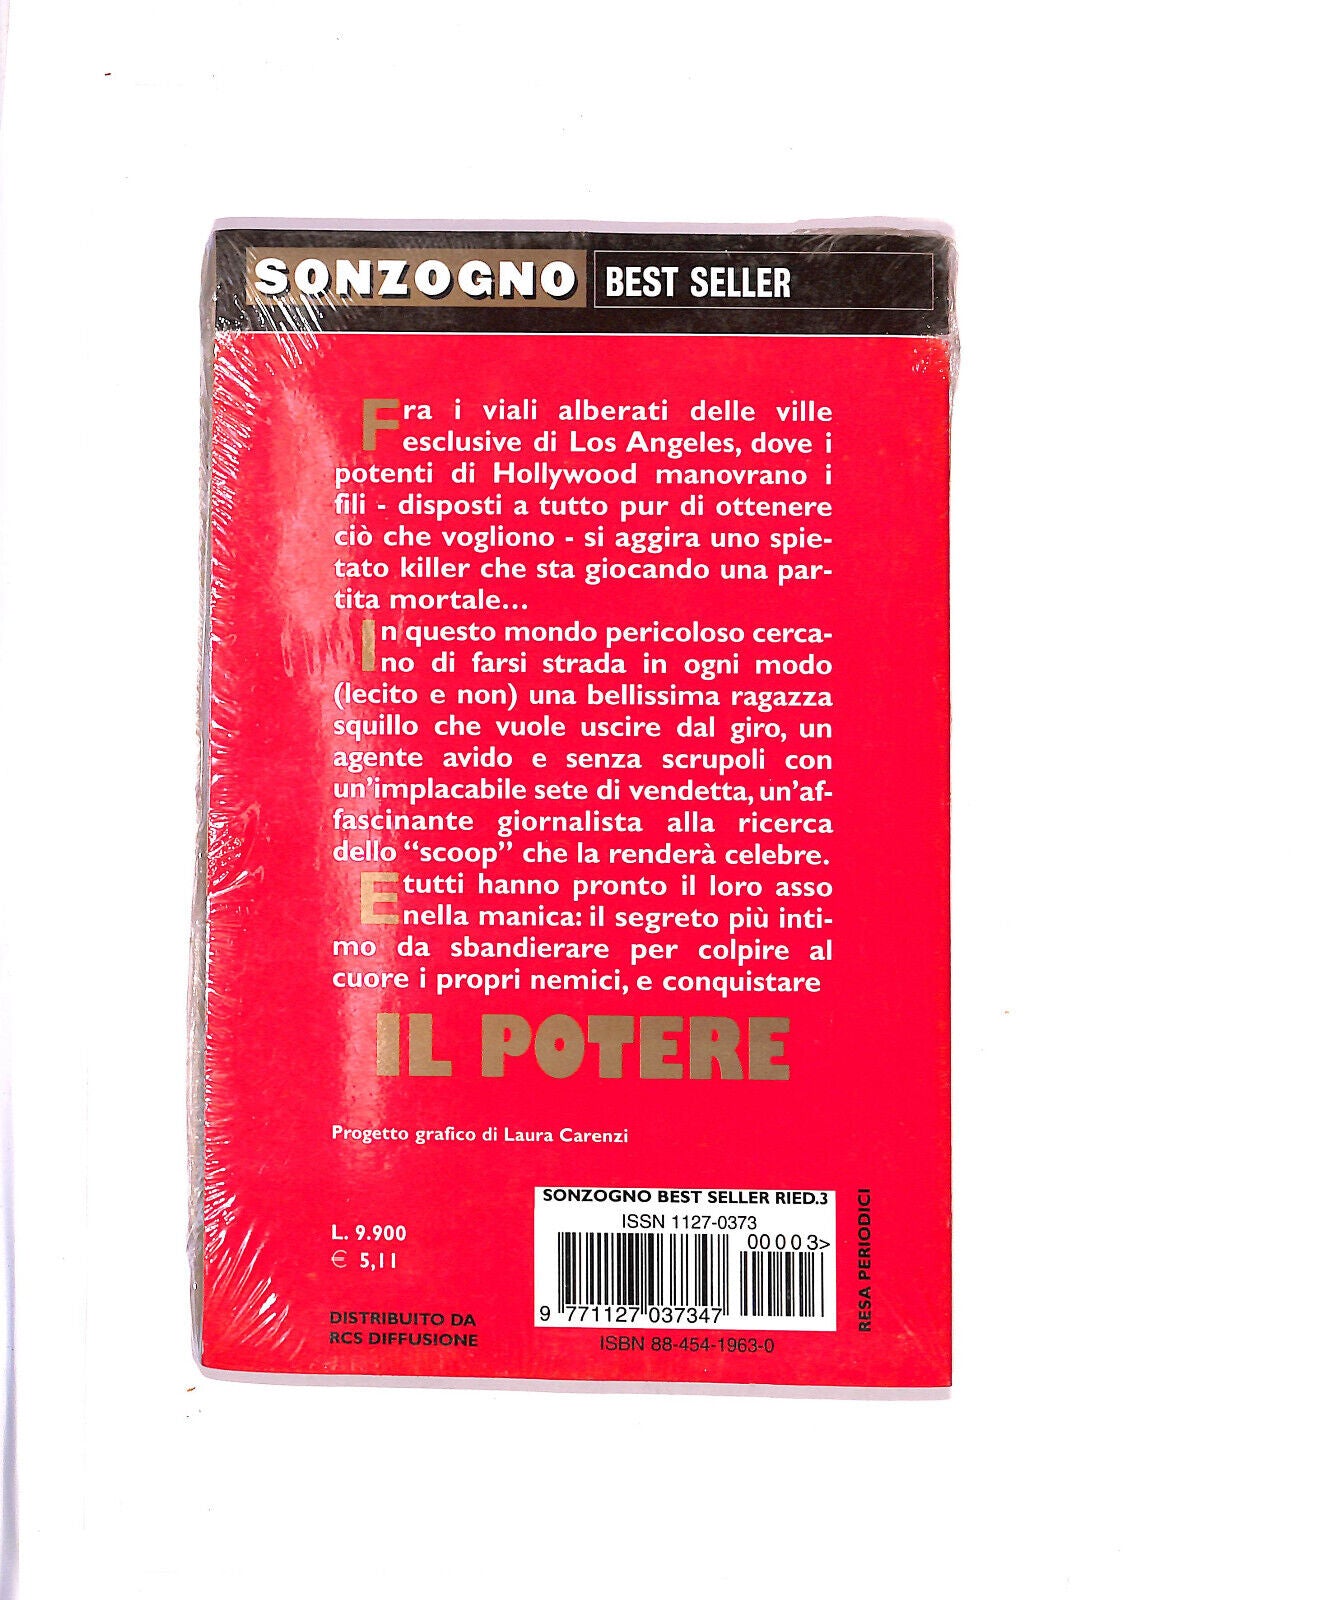 SONZOGNO BEST SELLER
Fra i viali alberati delle ville
esclusive di Los Angeles, dove i
potenti di Hollywood manovrano i
fili - disposti a tutto pur di ottenere
ciò che vogliono - si aggira uno spie-
tato killer che sta giocando una par-
tita mortale...
In questo mondo pericoloso cerca-
no di farsi strada in ogni modo
(lecito e non) una bellissima ragazza
squillo che vuole uscire dal giro, un
agente avido e senza scrupoli con
un'implacabile sete di vendetta, un'af-
fascinante giornalista alla ricerca
dello “scoop” che la renderà celebre.
E tutti hanno pronto il loro asso
nella manica: il segreto più inti-
mo da sbandierare per colpire al
cuore i propri nemici, e conquistare
IL POTERE
Progetto grafico di Laura Carenzi
L. 9.900
€ 5,11
DISTRIBUITO DA
RCS DIFFUSIONE
SONZOGNO BEST SELLER RIED.3
ISSN 1127-0373
00003>
9 771127 037347
ISBN 88-454-1963-0
RESA PERIODICI